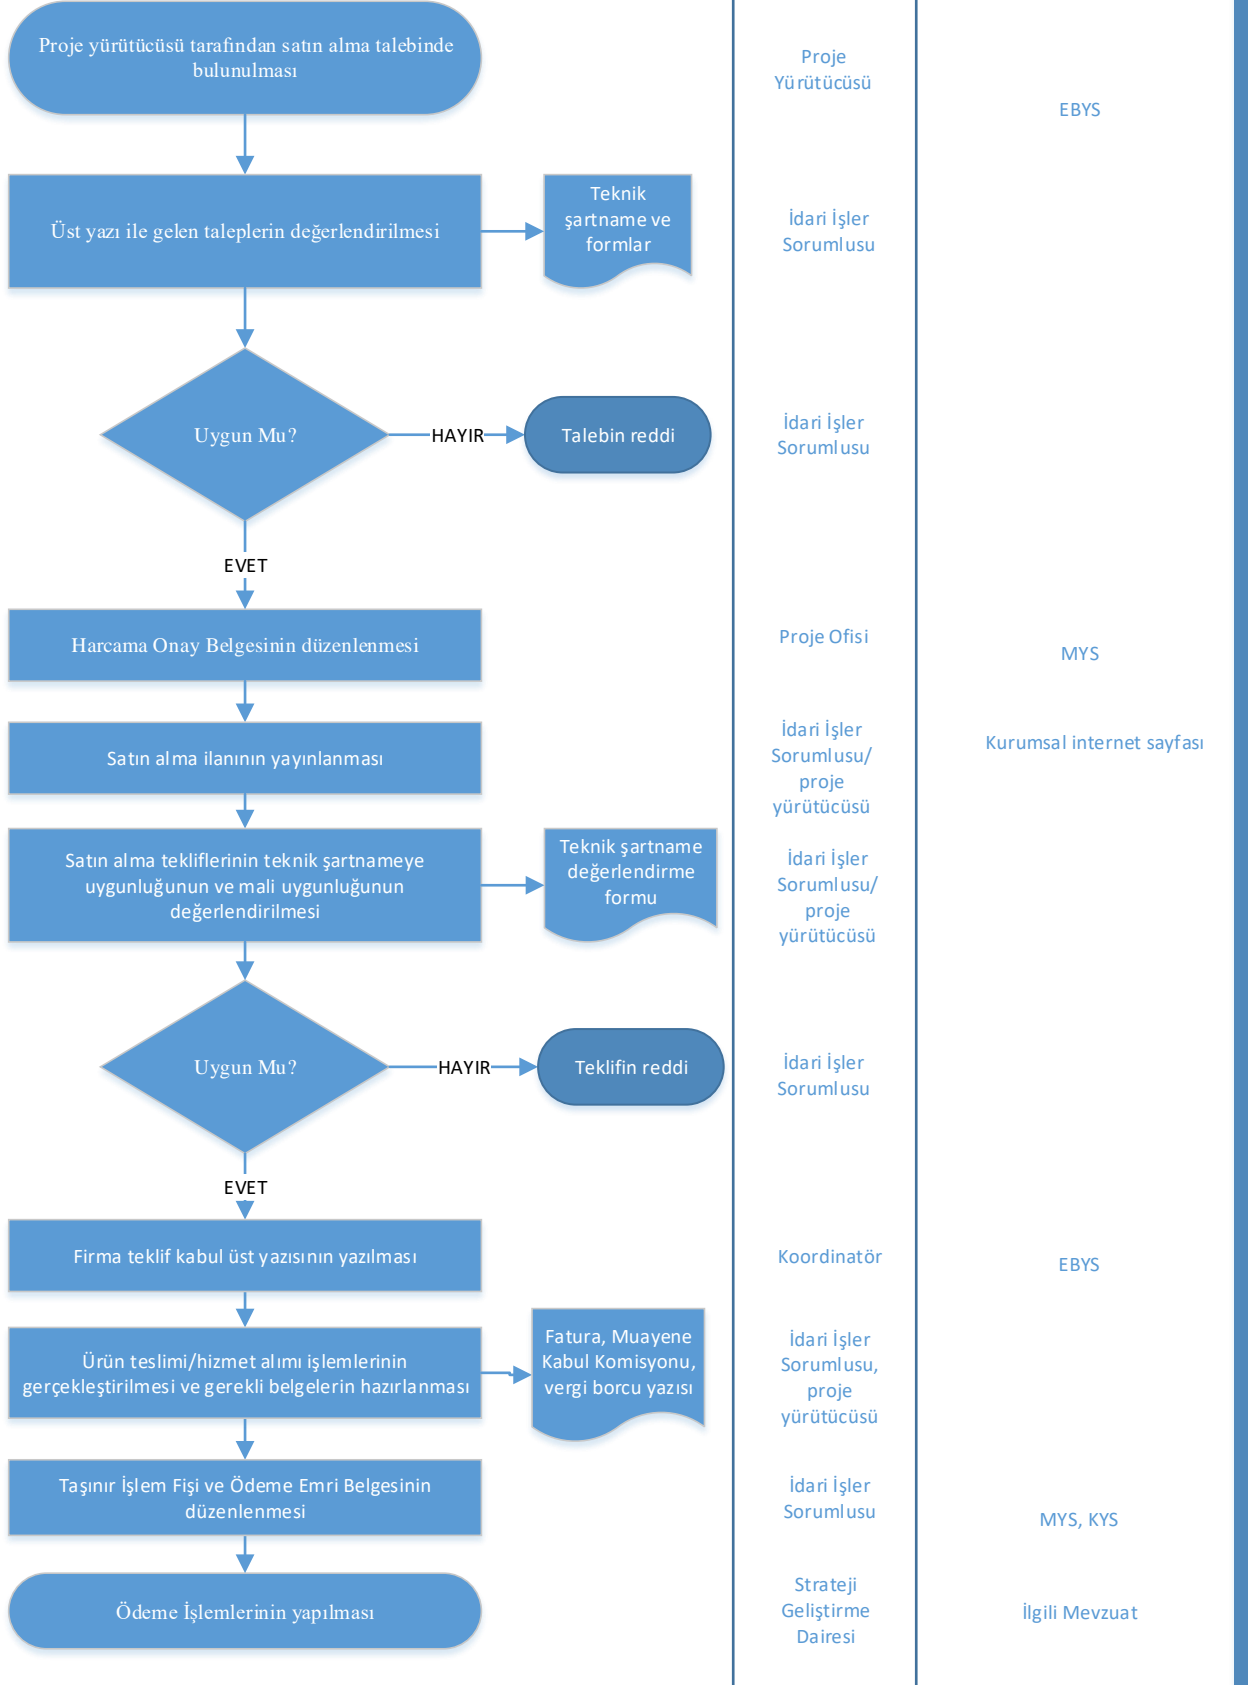 Proje yürütücüsü tarafından satın alma talebinde
bulunulması
Proje
Yürütücüsü
EBYS
Üst yazı ile gelen taleplerin değerlendirilmesi
Teknik
şartname ve
formlar
İdari İşler
Sorumlusu
Uygun Mu?
HAYIR
Talebin reddi
İdari İşler
Sorumlusu
EVET
Harcama Onay Belgesinin düzenlenmesi
Proje Ofisi
MYS
Satın alma ilanının yayınlanması
İdari İşler
Sorumlusu/
proje
yürütücüsü
Kurumsal internet sayfası
Satın alma tekliflerinin teknik şartnameye
uygunluğunun ve mali uygunluğunun
değerlendirilmesi
Teknik şartname
değerlendirme
formu
İdari İşler
Sorumlusu/
proje
yürütücüsü
Uygun Mu?
HAYIR
Teklifin reddi
İdari İşler
Sorumlusu
EVET
Firma teklif kabul üst yazısının yazılması
Koordinatör
EBYS
Ürün teslimi/hizmet alımı işlemlerinin
gerçekleştirilmesi ve gerekli belgelerin hazırlanması
Fatura, Muayene
Kabul Komisyonu,
vergi borcu yazısı
İdari İşler
Sorumlusu,
proje
yürütücüsü
Taşınır İşlem Fişi ve Ödeme Emri Belgesinin
düzenlenmesi
İdari İşler
Sorumlusu
MYS, KYS
Ödeme İşlemlerinin yapılması
Strateji
Geliştirme
Dairesi
İlgili Mevzuat